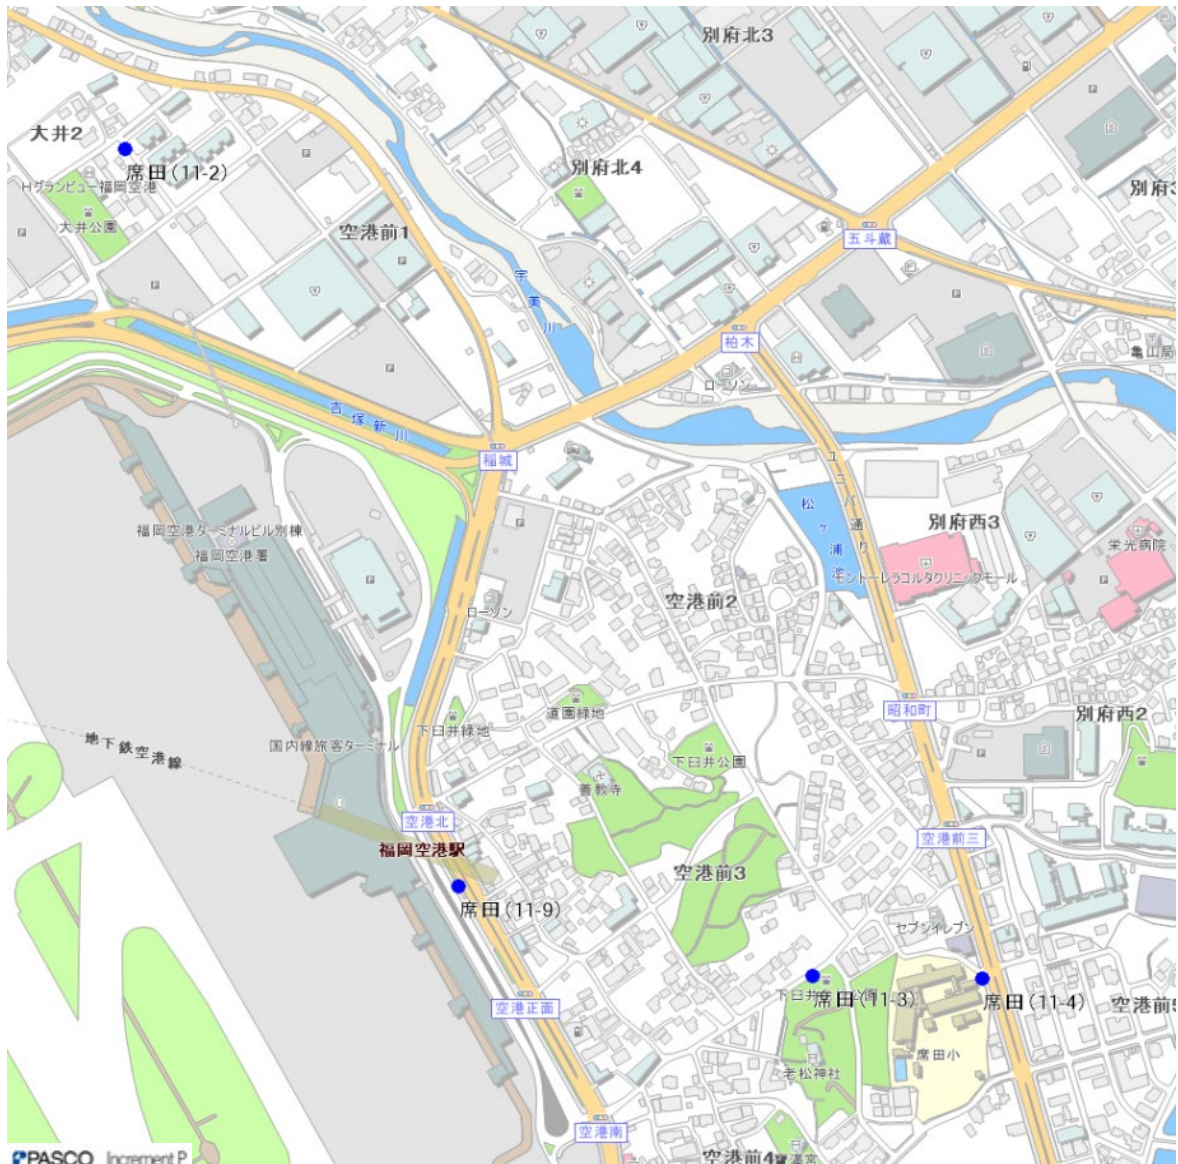 別府北3
大井2
席田(11-2)
Hグランビュー福岡空港
大井公園
別府北4
別府3
空港前1
五斗蔵
宇美川
柏木
ローソン
亀山局
吉塚新川
稲城
松ヶ浦池
ユニバ通り
別府西3
栄光病院
福岡空港ターミナルビル別棟
福岡空港署
モントーレラコルタクリニックモール
空港前2
ローソン
道園緑地
昭和町
別府西2
下臼井緑地
地下鉄空港線
国内線旅客ターミナル
下臼井公園
善教寺
空港北
空港前三
福岡空港駅
空港前3
席田(11-9)
セブンイレブン
席田(11-3)
公園
席田(11-4)
空港正面
空港前5
席田小
老松神社
空港南
空港前4
PASCO Increment P